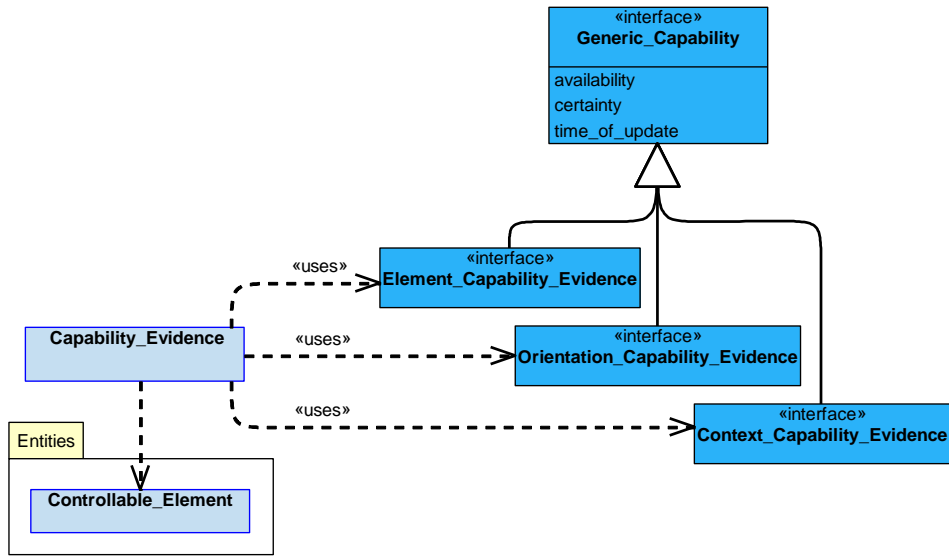 «interface»
Generic_Capability
availability
certainty
time_of_update
«uses»
«interface»
Element_Capability_Evidence
Capability_Evidence
«uses»
«interface»
Orientation_Capability_Evidence
«uses»
«interface»
Context_Capability_Evidence
Entities
Controllable_Element